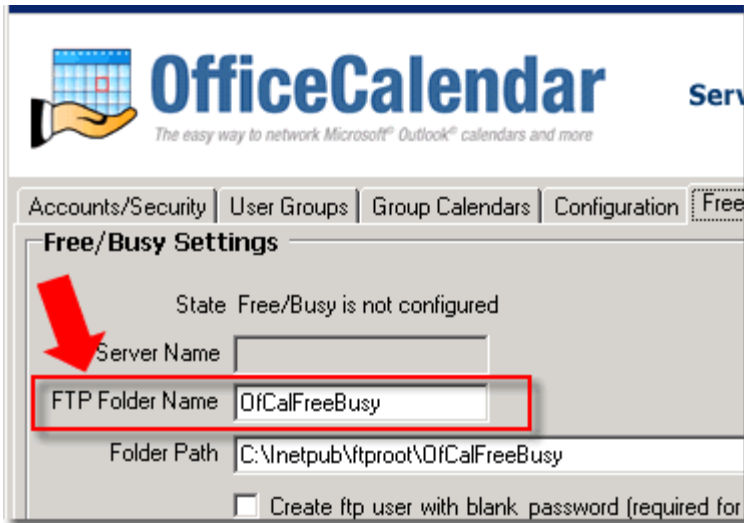 OfficeCalendar
Serv
The easy way to network Microsoft® Outlook® calendars and more
Accounts/Security User Groups Group Calendars Configuration Free
Free/Busy Settings
State Free/Busy is not configured
Server Name
FTP Folder Name OfCalFreeBusy
Folder Path C:\Inetpub\ftproot\OfCalFreeBusy
Create ftp user with blank password (required for